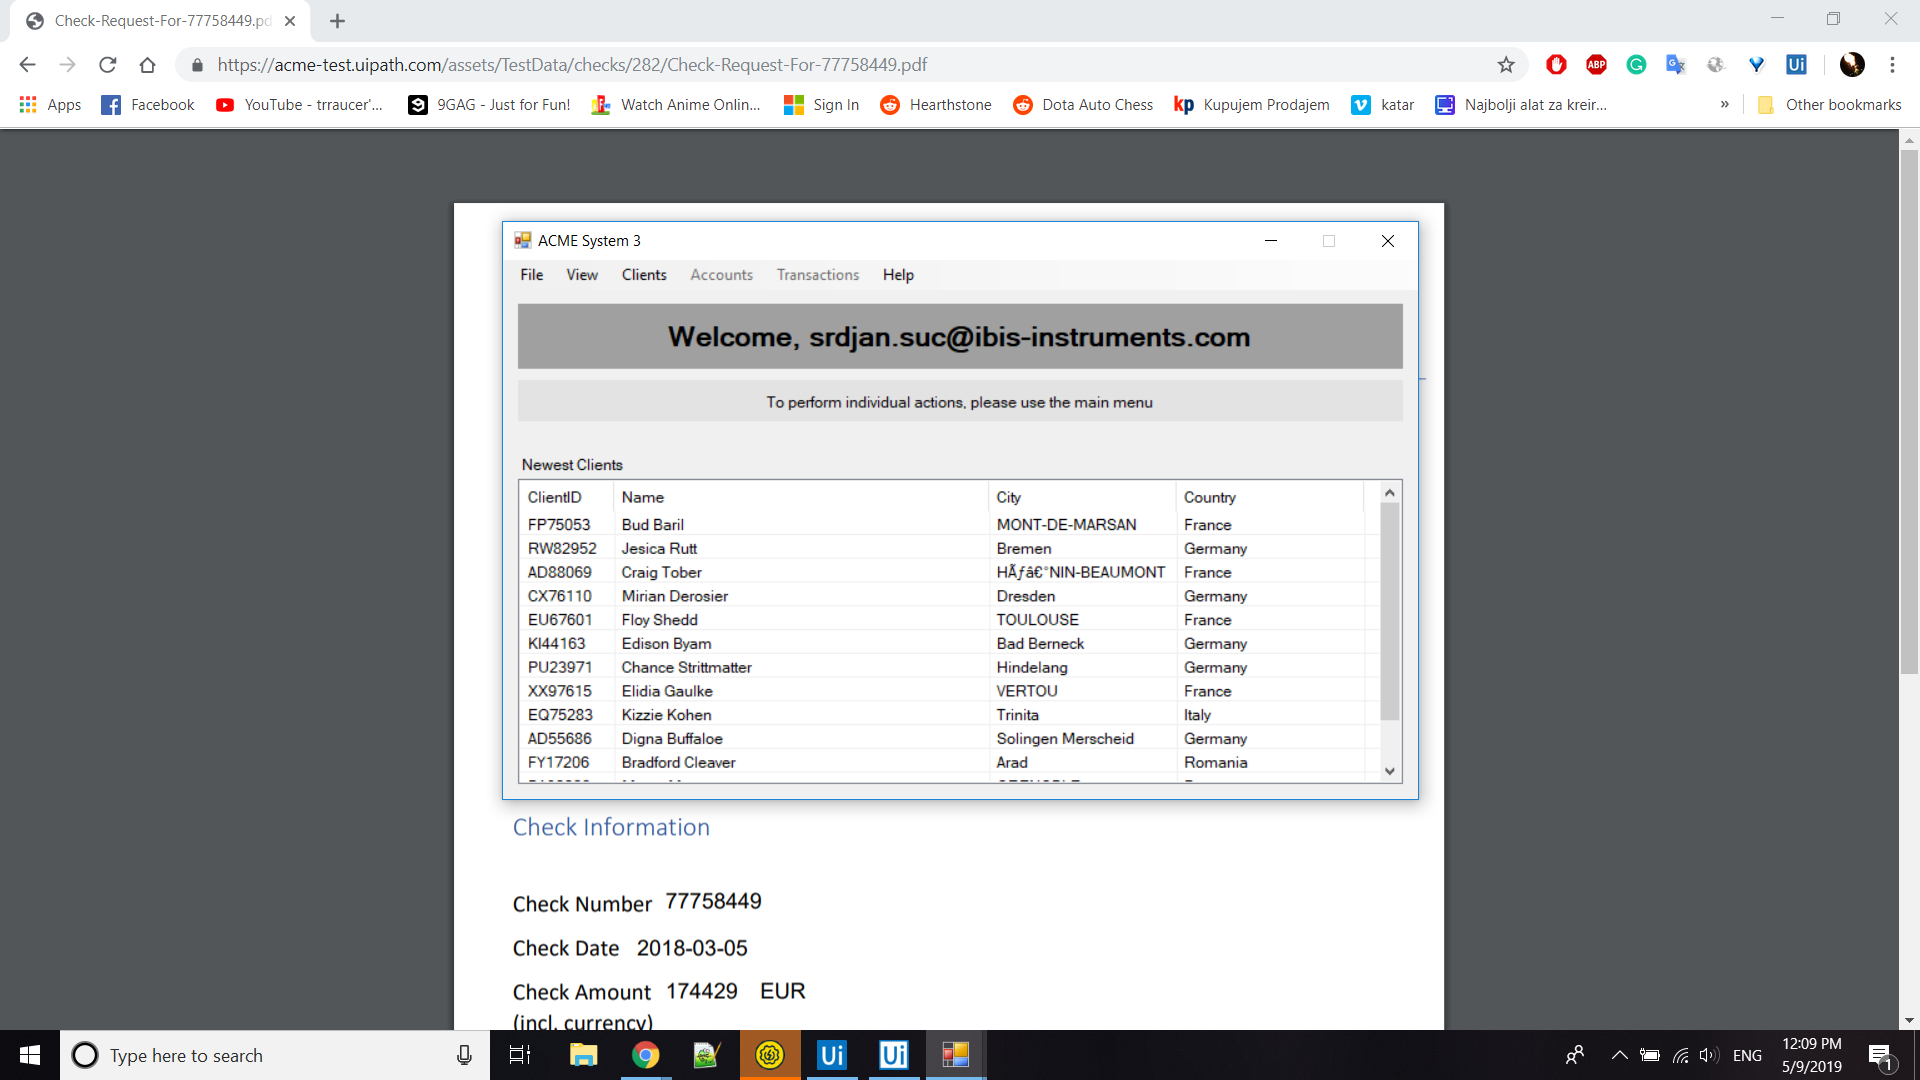 Check-Request-For-77758449.pd
https://acme-test.uipath.com/assets/TestData/checks/282/Check-Request-For-77758449.pdf
ABP
Ui
Apps Facebook YouTube - trraucer'... 9GAG - Just for Fun! Watch Anime Onlin... Sign In Hearthstone Dota Auto Chess kp Kupujem Prodajem katar Najbolji alat za kreir... » Other bookmarks
ACME System 3
File View Clients Accounts Transactions Help
Welcome, srdjan.suc@ibis-instruments.com
To perform individual actions, please use the main menu
Newest Clients
ClientID Name City Country
FP75053 Bud Baril MONT-DE-MARSAN France
RW82952 Jesica Rutt Bremen Germany
AD88069 Craig Tober HÃƒâ€°NIN-BEAUMONT France
CX76110 Mirian Derosier Dresden Germany
EU67601 Floy Shedd TOULOUSE France
KI44163 Edison Byam Bad Berneck Germany
PU23971 Chance Strittmatter Hindelang Germany
XX97615 Elidia Gaulke VERTOU France
EQ75283 Kizzie Kohen Trinita Italy
AD55686 Digna Buffaloe Solingen Merscheid Germany
FY17206 Bradford Cleaver Arad Romania
Check Information
Check Number 77758449
Check Date 2018-03-05
Check Amount 174429 EUR
(incl. currency)
Type here to search
Ui
Ui
ENG
12:09 PM
5/9/2019
1